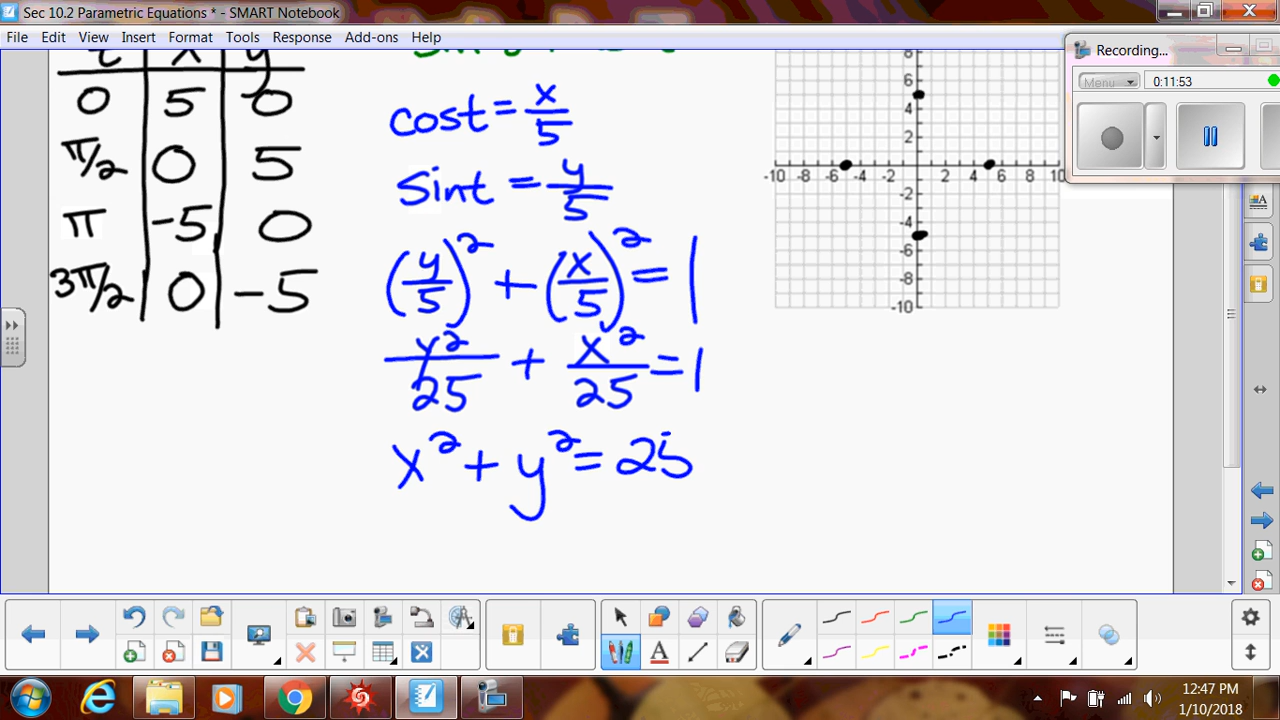 Sec 10.2 Parametric Equations * - SMART Notebook
File Edit View Insert Format Tools Response Add-ons Help
Recording...
Menu
0:11:53
t x y
0 5 0
π/2 0 5
π -5 0
3π/2 0 -5
cost = x/5
Sint = y/5
(y/5)² + (x/5)² = 1
y²/25 + x²/25 = 1
x² + y² = 25
8
6
4
2
-10 -8 -6 -4 -2 2 4 6 8 10
-2
-4
-6
-8
-10
A
12:47 PM
1/10/2018